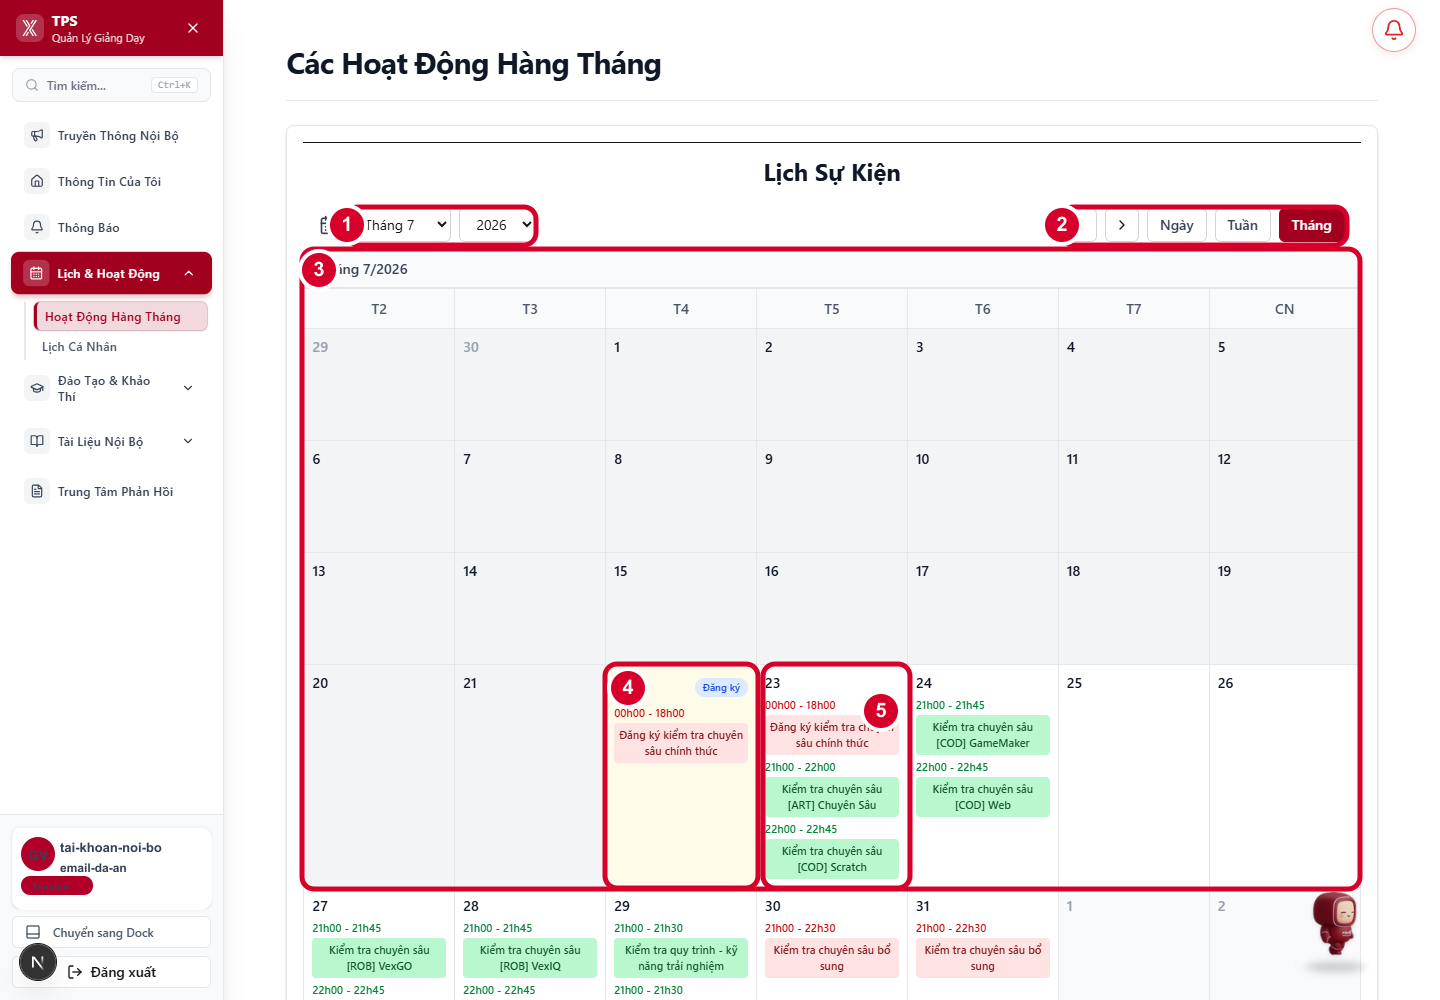 TPS
Quản Lý Giảng Dạy
Tìm kiếm...
Ctrl+K
Truyền Thông Nội Bộ
Thông Tin Của Tôi
Thông Báo
Lịch & Hoạt Động
Hoạt Động Hàng Tháng
Lịch Cá Nhân
Đào Tạo & Khảo
Thí
Tài Liệu Nội Bộ
Trung Tâm Phản Hồi
tai-khoan-noi-bo
email-da-an
Chuyển sang Dock
N
Đăng xuất
Các Hoạt Động Hàng Tháng
Lịch Sự Kiện
1
Tháng 7
2026
2
Ngày
Tuần
Tháng
3
ng 7/2026
T2 T3 T4 T5 T6 T7 CN
29 30 1 2 3 4 5
6 7 8 9 10 11 12
13 14 15 16 17 18 19
20 21
4
Đăng ký
00h00 - 18h00
Đăng ký kiểm tra chuyên
sâu chính thức
23
00h00 - 18h00
5
Đăng ký kiểm tra
sâu chính thức
21h00 - 22h00
Kiểm tra chuyên sâu
[ART] Chuyên Sâu
22h00 - 22h45
Kiểm tra chuyên sâu
[COD] Scratch
24
21h00 - 21h45
Kiểm tra chuyên sâu
[COD] GameMaker
22h00 - 22h45
Kiểm tra chuyên sâu
[COD] Web
25 26
27
21h00 - 21h45
Kiểm tra chuyên sâu
[ROB] VexGO
22h00 - 22h45
28
21h00 - 21h45
Kiểm tra chuyên sâu
[ROB] VexIQ
22h00 - 22h45
29
21h00 - 21h30
Kiểm tra quy trình - kỹ
năng trải nghiệm
21h00 - 21h30
30
21h00 - 22h30
Kiểm tra chuyên sâu bổ
sung
31
21h00 - 22h30
Kiểm tra chuyên sâu bổ
sung
1
2